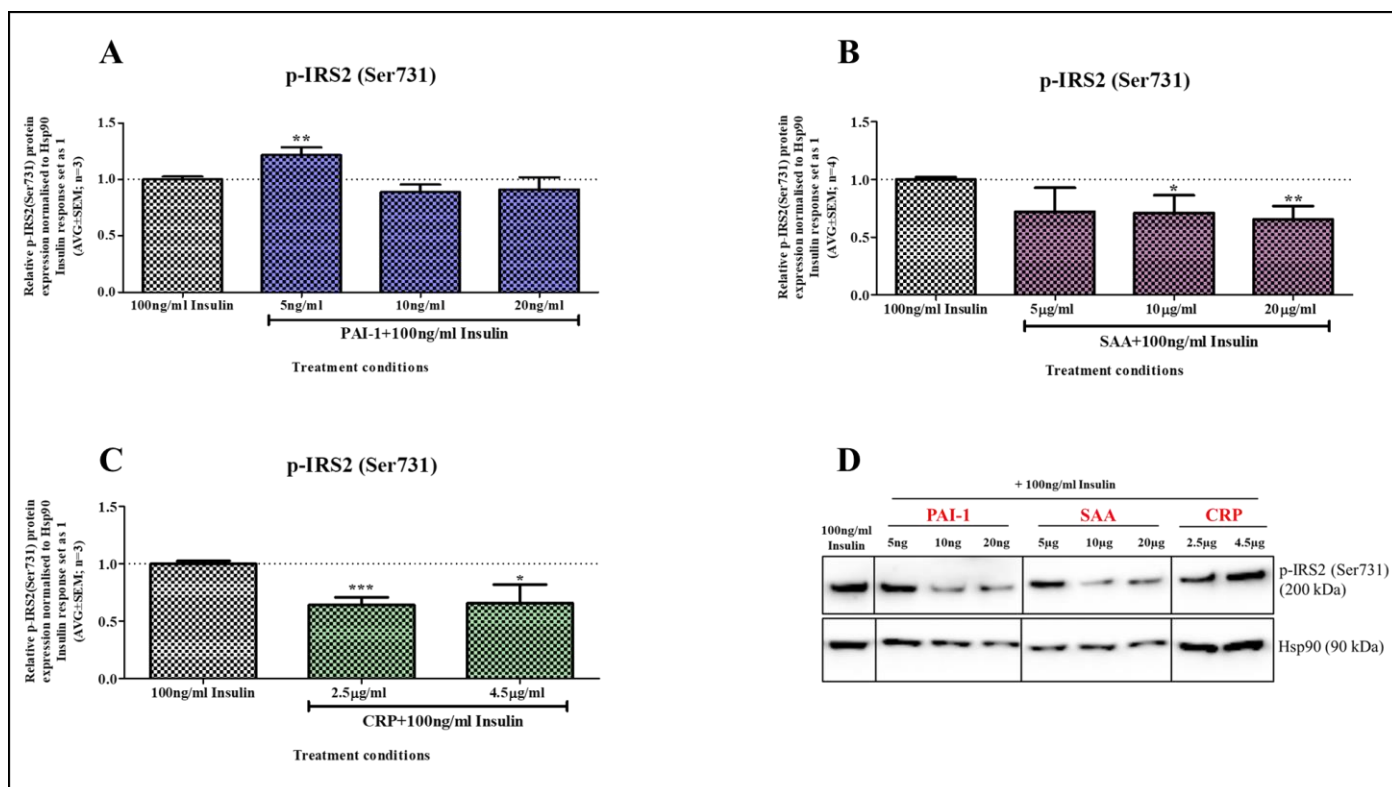 A
p-IRS2 (Ser731)
Relative p-IRS2(Ser731) protein
expression normalised to Hsp90
Insulin response set as 1
(AVG±SEM; n=3)
1.5
1.0
0.5
0.0
**
100ng/ml Insulin
5ng/ml
10ng/ml
20ng/ml
PAI-1+100ng/ml Insulin
Treatment conditions
B
p-IRS2 (Ser731)
Relative p-IRS2(Ser731) protein
expression normalised to Hsp90
Insulin response set as 1
(AVG±SEM; n=4)
1.5
1.0
0.5
0.0
*
**
100ng/ml Insulin
5µg/ml
10µg/ml
20µg/ml
SAA+100ng/ml Insulin
Treatment conditions
C
p-IRS2 (Ser731)
Relative p-IRS2(Ser731) protein
expression normalised to Hsp90
Insulin response set as 1
(AVG±SEM; n=3)
1.5
1.0
0.5
0.0
***
*
100ng/ml Insulin
2.5µg/ml
4.5µg/ml
CRP+100ng/ml Insulin
Treatment conditions
D
+ 100ng/ml Insulin
PAI-1
SAA
CRP
100ng/ml
Insulin
5ng
10ng
20ng
5µg
10µg
20µg
2.5µg
4.5µg
p-IRS2 (Ser731)
(200 kDa)
Hsp90 (90 kDa)